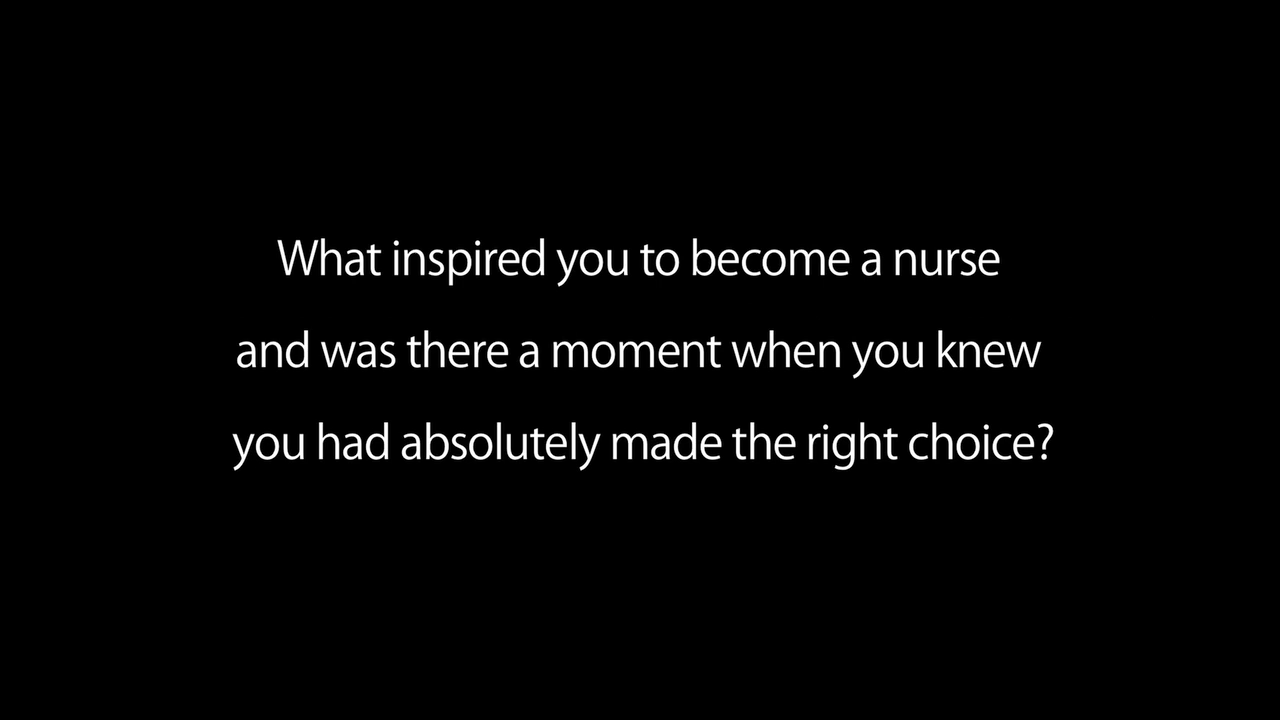 What inspired you to become a nurse
and was there a moment when you knew
you had absolutely made the right choice?